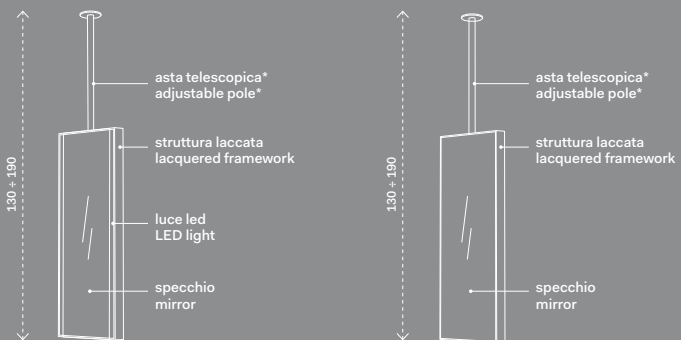 asta telescopica*
adjustable pole*
struttura laccata
lacquered framework
130 ÷ 190
luce led
LED light
specchio
mirror
asta telescopica*
adjustable pole*
struttura laccata
lacquered framework
130 ÷ 190
specchio
mirror